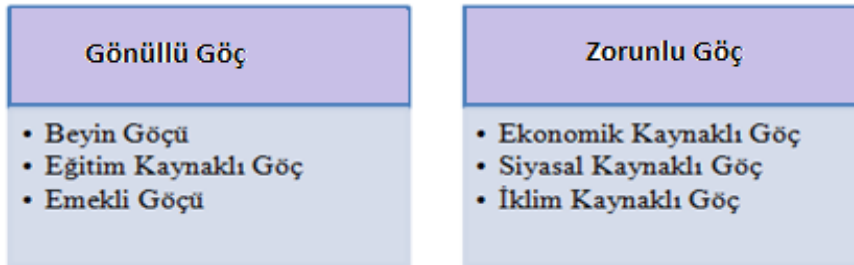 Gönüllü Göç
• Beyin Göçü
• Eğitim Kaynaklı Göç
• Emekli Göçü
Zorunlu Göç
• Ekonomik Kaynaklı Göç
• Siyasal Kaynaklı Göç
• İklim Kaynaklı Göç